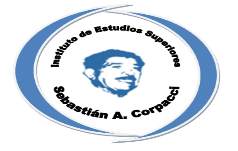 Instituto de Estudios Superiores
Sebastián A. Corpacci